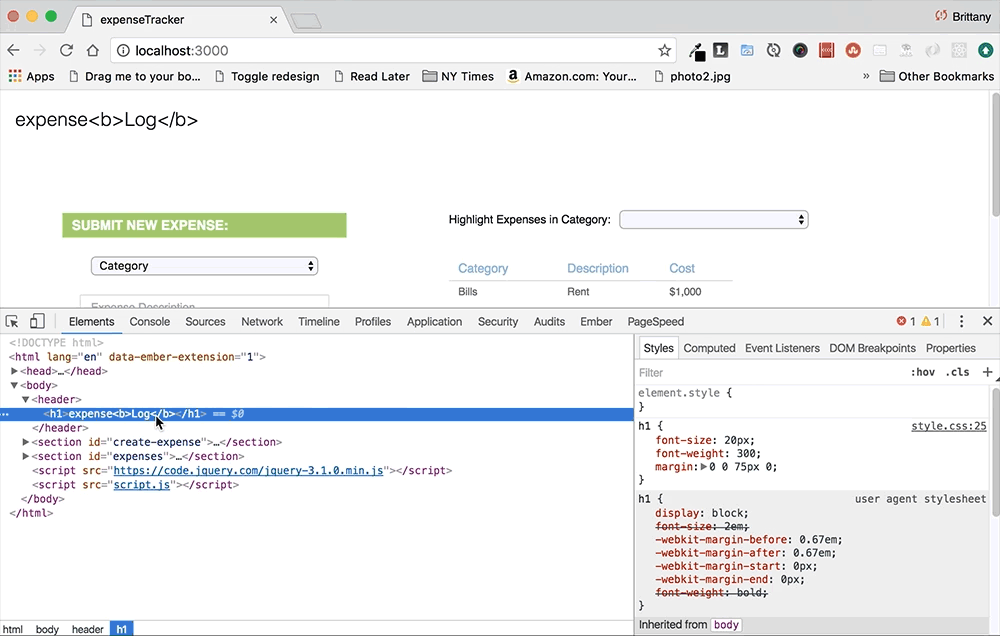 expenseTracker
Brittany
localhost:3000
Apps Drag me to your bo... Toggle redesign Read Later NY Times Amazon.com: Your... photo2.jpg » Other Bookmarks
expense<b>Log</b>
SUBMIT NEW EXPENSE:
Category
Expense Description
Highlight Expenses in Category:
Category Description Cost
Bills Rent $1,000
Elements Console Sources Network Timeline Profiles Application Security Audits Ember PageSpeed 1 1
<!DOCTYPE html>
<html lang="en" data-ember-extension="1">
<head>…</head>
<body>
<header>
<h1>expense<b>Log</b></h1> == $0
</header>
<section id="create-expense">…</section>
<section id="expenses">…</section>
<script src="https://code.jquery.com/jquery-3.1.0.min.js"></script>
<script src="script.js"></script>
</body>
</html>
html body header h1
Styles Computed Event Listeners DOM Breakpoints Properties
Filter :hov .cls +
element.style {
}
h1 { style.css:25
font-size: 20px;
font-weight: 300;
margin: 0 0 75px 0;
}
h1 { user agent stylesheet
display: block;
font-size: 2em;
-webkit-margin-before: 0.67em;
-webkit-margin-after: 0.67em;
-webkit-margin-start: 0px;
-webkit-margin-end: 0px;
font-weight: bold;
}
Inherited from body